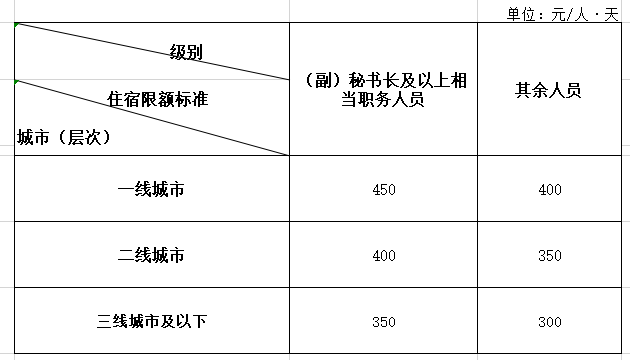 单位：元/人·天
级别
住宿限额标准
城市（层次）
（副）秘书长及以上相
当职务人员
其余人员
一线城市 450 400
二线城市 400 350
三线城市及以下 350 300